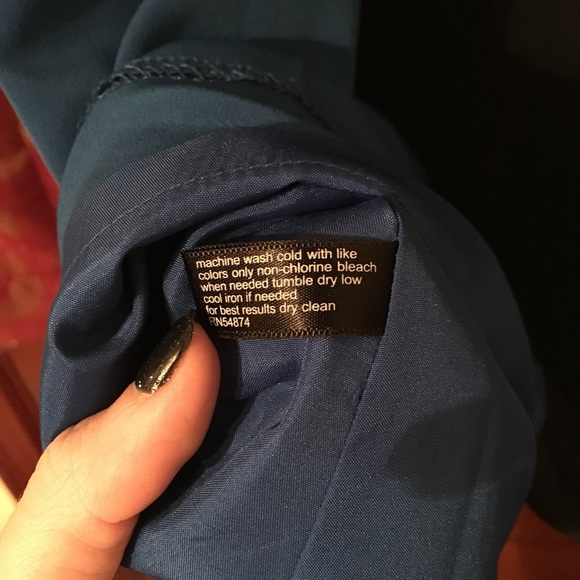 machine wash cold with like
colors only non-chlorine bleach
when needed tumble dry low
cool iron if needed
for best results dry clean
RN54874